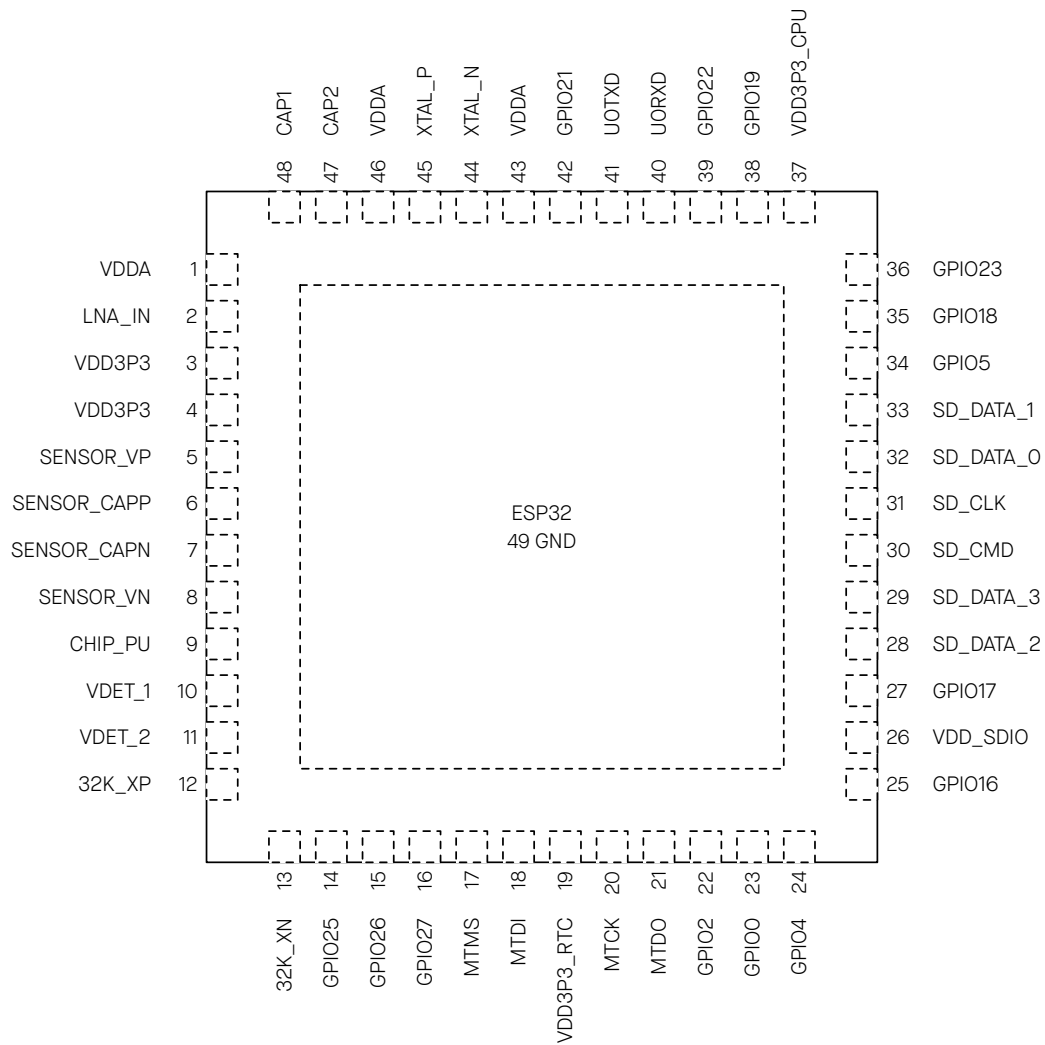 CAP1
CAP2
VDDA
XTAL_P
XTAL_N
VDDA
GPIO21
U0TXD
U0RXD
GPIO22
GPIO19
VDD3P3_CPU
48
47
46
45
44
43
42
41
40
39
38
37
VDDA 1
LNA_IN 2
VDD3P3 3
VDD3P3 4
SENSOR_VP 5
SENSOR_CAPP 6
SENSOR_CAPN 7
SENSOR_VN 8
CHIP_PU 9
VDET_1 10
VDET_2 11
32K_XP 12
ESP32
49 GND
36 GPIO23
35 GPIO18
34 GPIO5
33 SD_DATA_1
32 SD_DATA_0
31 SD_CLK
30 SD_CMD
29 SD_DATA_3
28 SD_DATA_2
27 GPIO17
26 VDD_SDIO
25 GPIO16
13
14
15
16
17
18
19
20
21
22
23
24
32K_XN
GPIO25
GPIO26
GPIO27
MTMS
MTDI
VDD3P3_RTC
MTCK
MTDO
GPIO2
GPIO0
GPIO4